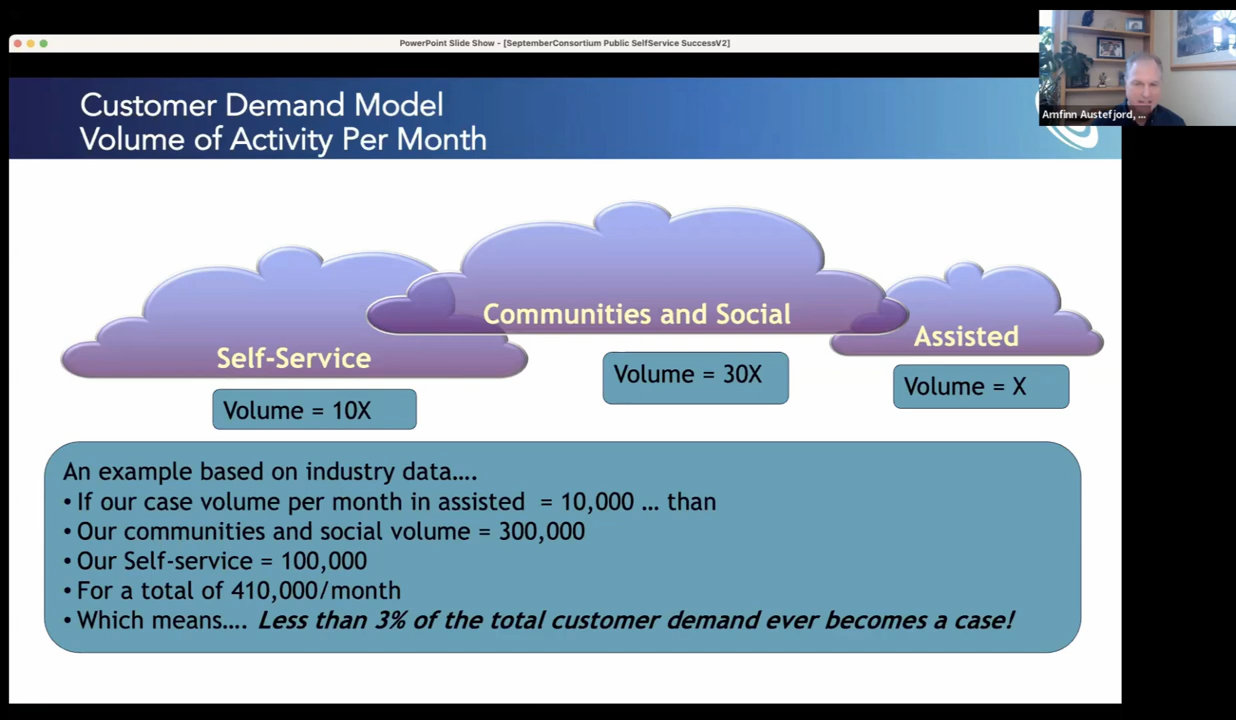 PowerPoint Slide Show - [SeptemberConsortium Public SelfService SuccessV2]
Arnfinn Austefjord, ...
Customer Demand Model
Volume of Activity Per Month
Communities and Social
Assisted
Self-Service
Volume = 30X
Volume = X
Volume = 10X
An example based on industry data....
• If our case volume per month in assisted = 10,000 ... than
• Our communities and social volume = 300,000
• Our Self-service = 100,000
• For a total of 410,000/month
• Which means.... Less than 3% of the total customer demand ever becomes a case!